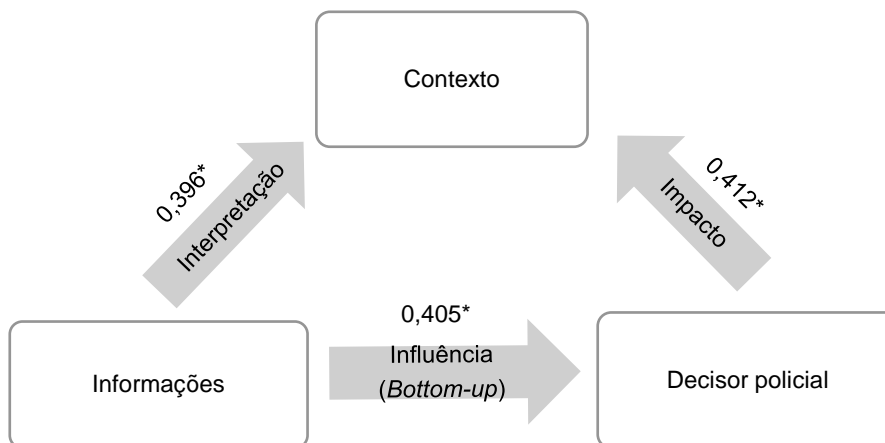 Contexto
0,396*
Interpretação
0,412*
Impacto
0,405*
Influência
(Bottom-up)
Informações
Decisor policial